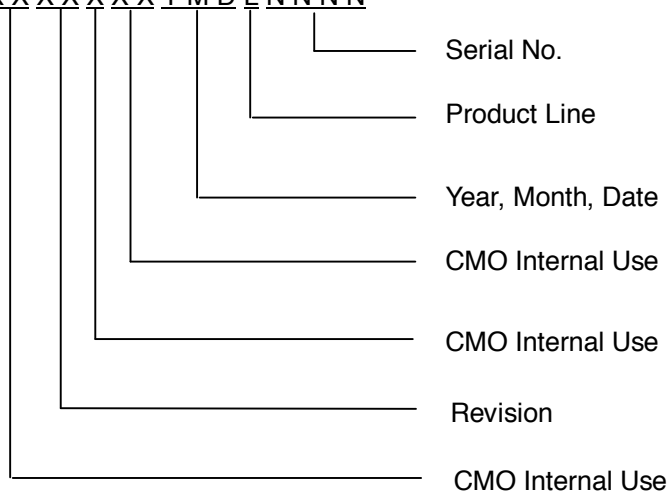 X X X X X X X Y M D L N N N N
Serial No.
Product Line
Year, Month, Date
CMO Internal Use
CMO Internal Use
Revision
CMO Internal Use